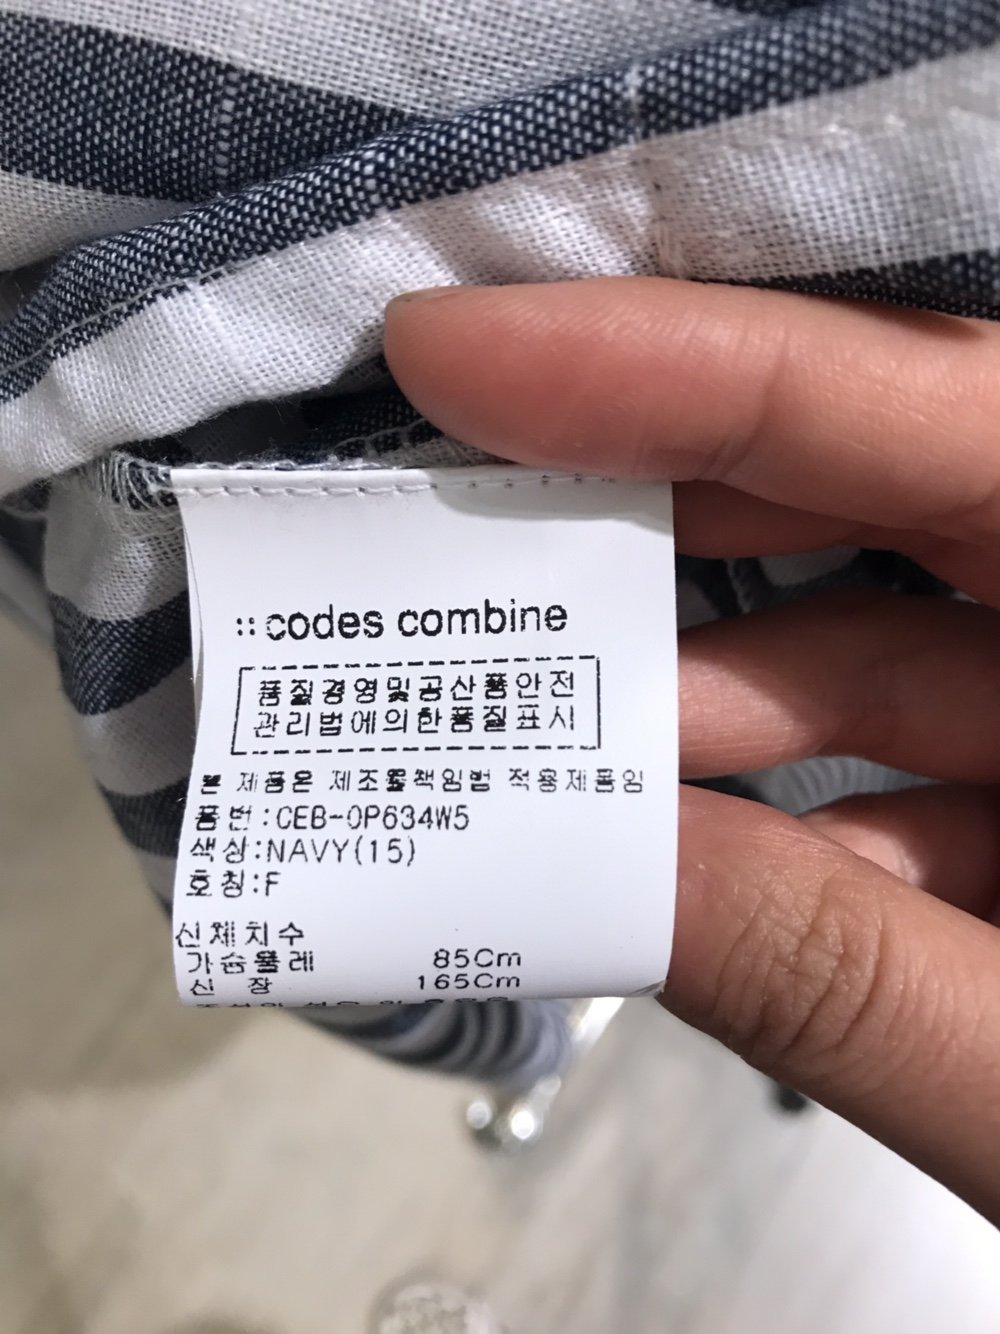 codes combine
품질경영및공산품안전
관리법에의한품질표시
본 제품은 제조물책임법 적용제품임
품번:CEB-OP634W5
색상:NAVY(15)
호칭:F
신체치수
가슴둘레 85Cm
신 장 165Cm